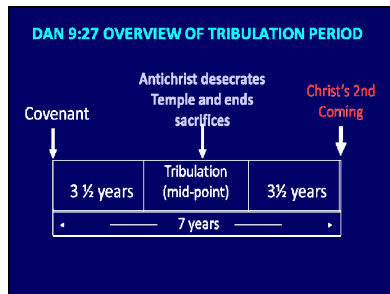 DAN 9:27 OVERVIEW OF TRIBULATION PERIOD
Antichrist desecrates
Temple and ends
sacrifices
Christ's 2nd
Coming
Covenant
3 ½ years
Tribulation
(mid-point)
3½ years
7 years